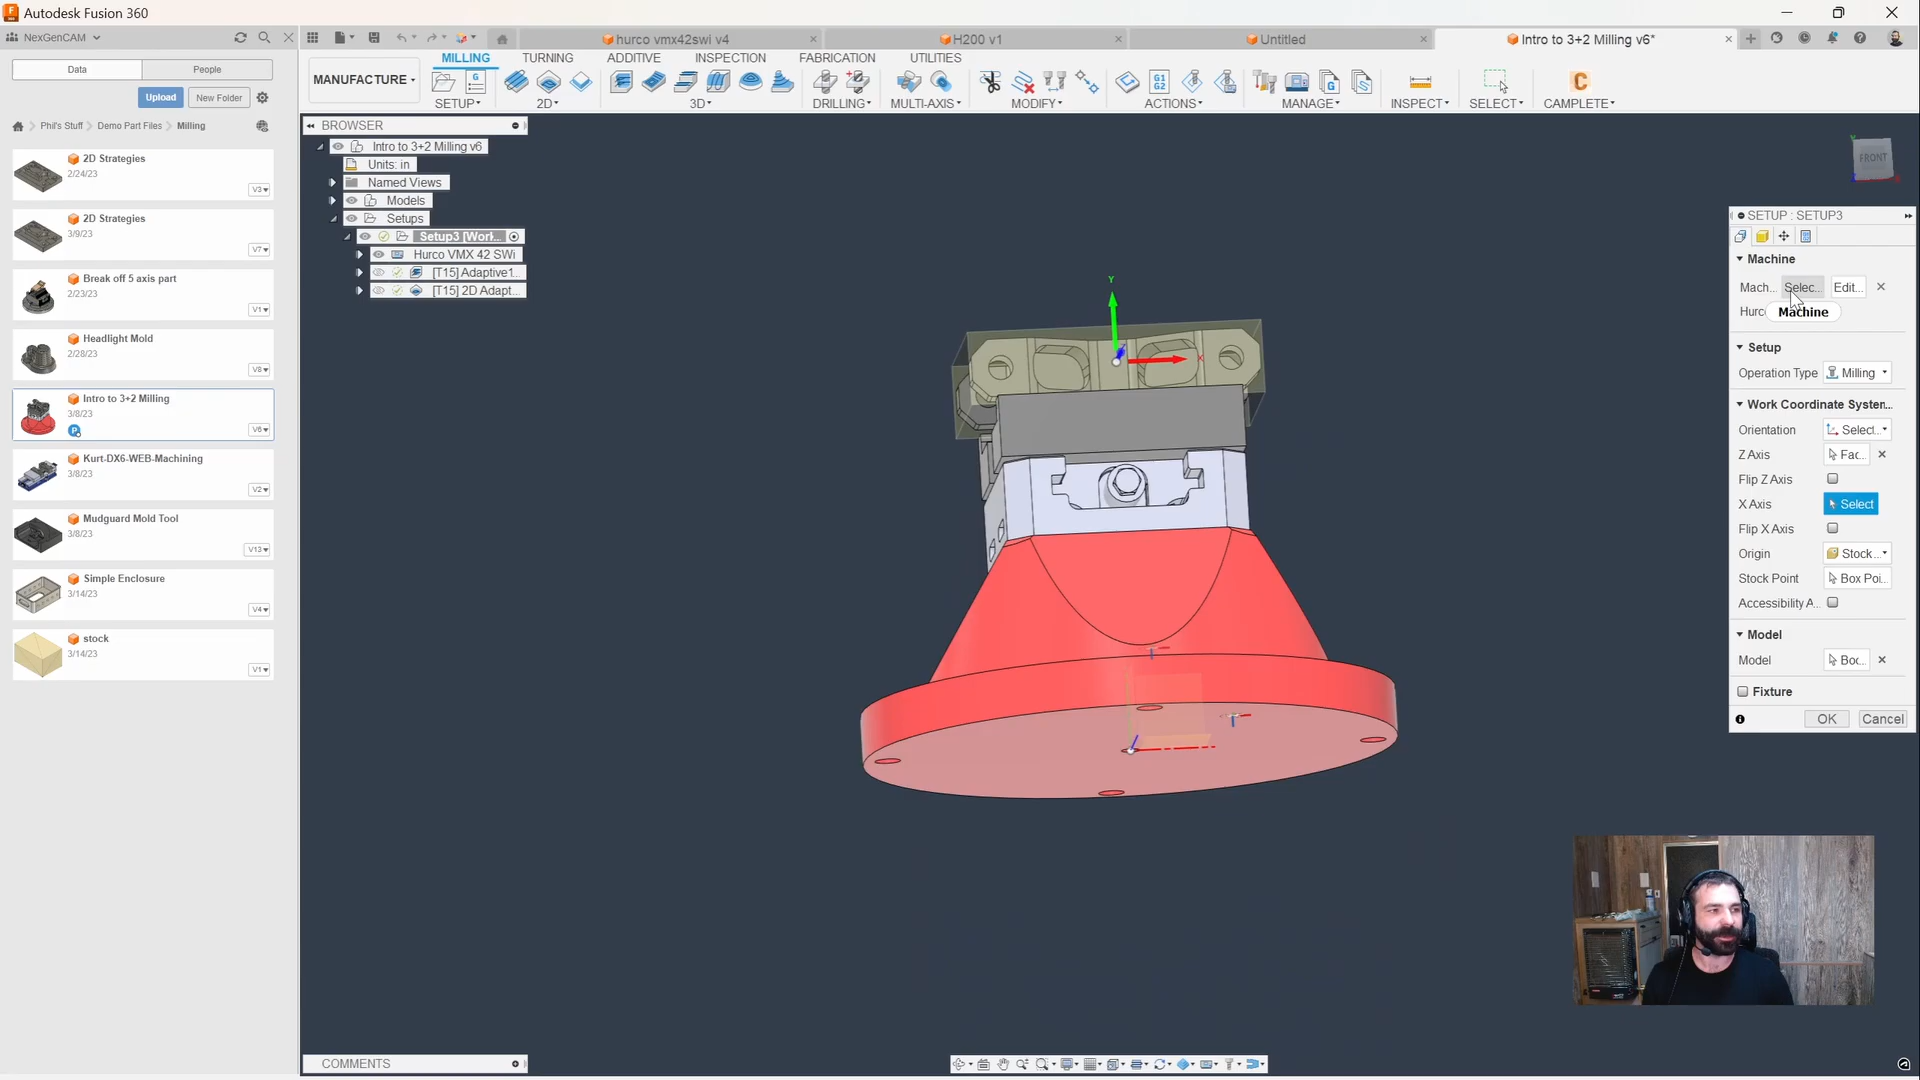 Autodesk Fusion 360
NexGenCAM
Data
People
Upload
New Folder
Phil's Stuff
Demo Part Files
Milling
2D Strategies
2/24/23
V3
2D Strategies
3/9/23
V7
Break off 5 axis part
2/23/23
V1
Headlight Mold
2/28/23
V8
Intro to 3+2 Milling
3/8/23
P
V6
Kurt-DX6-WEB-Machining
3/8/23
V2
Mudguard Mold Tool
3/8/23
V13
Simple Enclosure
3/14/23
V4
stock
3/14/23
V1
hurco vmx42swi v4
H200 v1
Untitled
Intro to 3+2 Milling v6*
MILLING
TURNING
ADDITIVE
INSPECTION
FABRICATION
UTILITIES
MANUFACTURE
G1
G2
SETUP
2D
3D
DRILLING
MULTI-AXIS
MODIFY
ACTIONS
MANAGE
INSPECT
SELECT
CAMPLETE
BROWSER
Intro to 3+2 Milling v6
Units: in
Named Views
Models
Setups
Setup3 [Work...
Hurco VMX 42 SWi
[T15] Adaptive1...
[T15] 2D Adapt...
Y
X
FRONT
SETUP : SETUP3
Machine
Mach... Selec... Edit...
Hurc
Machine
Setup
Operation Type Milling
Work Coordinate System...
Orientation Select...
Z Axis Fac...
Flip Z Axis
X Axis Select
Flip X Axis
Origin Stock...
Stock Point Box Poi...
Accessibility A...
Model
Model Boc...
Fixture
OK Cancel
COMMENTS